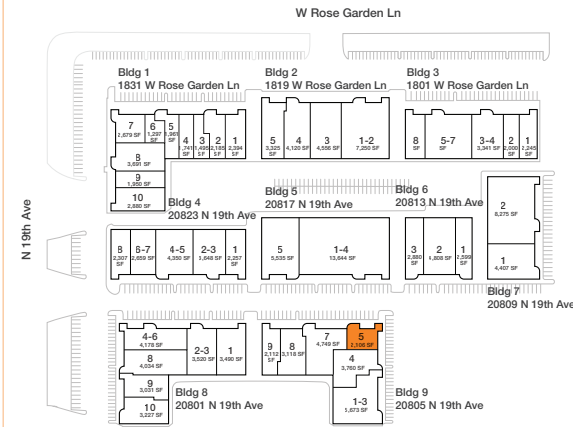 W Rose Garden Ln
N 19th Ave
Bldg 1
1831 W Rose Garden Ln
Bldg 2
1819 W Rose Garden Ln
Bldg 3
1801 W Rose Garden Ln
7
2,679 SF
6
1,297
SF
5
1,961
SF
4
1,741
SF
3
1,495
SF
2
2,185
SF
1
2,394
SF
8
3,691 SF
9
1,950 SF
10
2,880 SF
5
3,325
SF
4
4,120 SF
3
4,556 SF
1-2
7,250 SF
8
SF
5-7
SF
3-4
3,341 SF
2
2,000
SF
1
2,245
SF
Bldg 4
20823 N 19th Ave
Bldg 5
20817 N 19th Ave
Bldg 6
20813 N 19th Ave
8
2,307
SF
6-7
2,659 SF
4-5
4,350 SF
2-3
3,648 SF
1
2,257
SF
5
5,535 SF
1-4
13,644 SF
3
2,880
SF
2
4,808 SF
1
2,599
SF
2
8,275 SF
1
4,407 SF
Bldg 7
20809 N 19th Ave
4-6
4,178 SF
8
4,034 SF
9
3,031 SF
10
3,227 SF
2-3
3,520 SF
1
3,490 SF
Bldg 8
20801 N 19th Ave
9
2,112
SF
8
3,118 SF
7
4,749 SF
5
2,106 SF
4
3,760 SF
1-3
5,673 SF
Bldg 9
20805 N 19th Ave